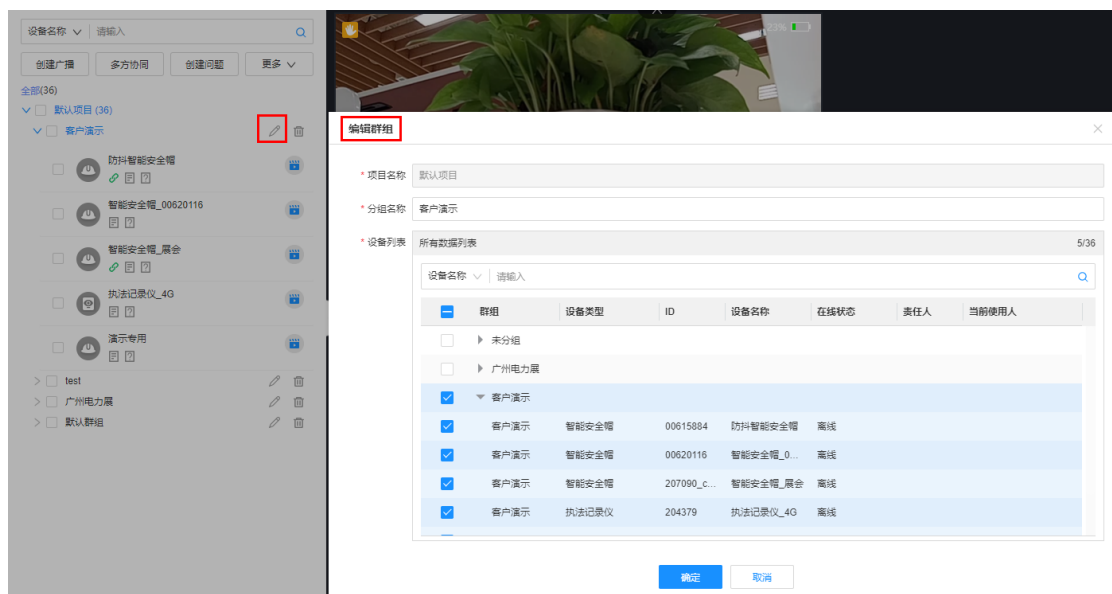 设备名称 请输入
创建广播 多方协同 创建问题 更多
全部(36)
默认项目 (36)
客户演示
防抖智能安全帽
智能安全帽_00620116
智能安全帽_展会
执法记录仪_4G
演示专用
test
广州电力展
默认群组
23%
编辑群组
* 项目名称 默认项目
* 分组名称 客户演示
* 设备列表 所有数据列表 5/36
设备名称 请输入
群组 设备类型 ID 设备名称 在线状态 责任人 当前使用人
未分组
广州电力展
客户演示
客户演示 智能安全帽 00615884 防抖智能安全帽 离线
客户演示 智能安全帽 00620116 智能安全帽_0... 离线
客户演示 智能安全帽 207090_c... 智能安全帽_展会 离线
客户演示 执法记录仪 204379 执法记录仪_4G 离线
确定 取消